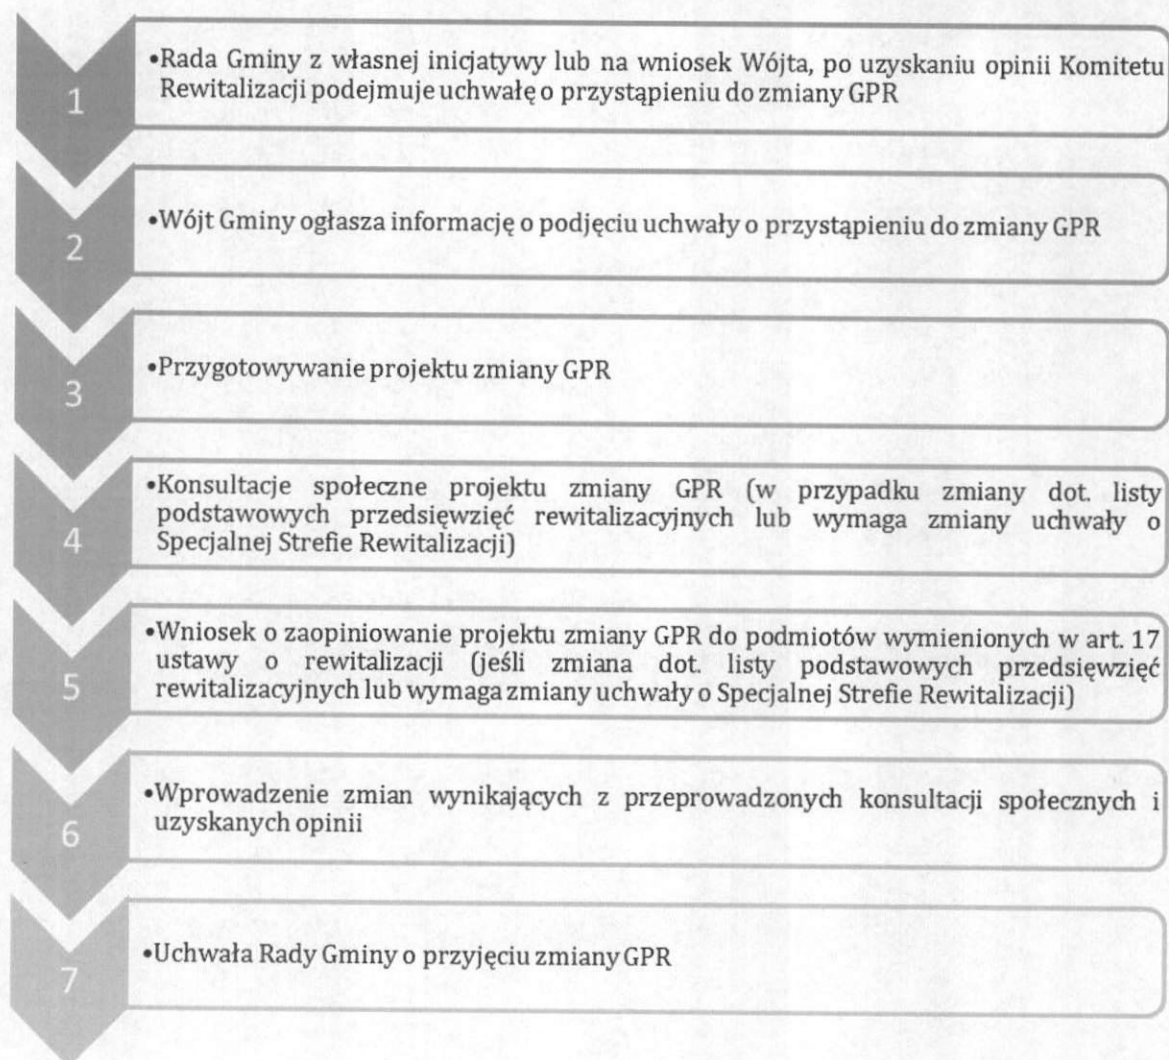 1
•Rada Gminy z własnej inicjatywy lub na wniosek Wójta, po uzyskaniu opinii Komitetu
Rewitalizacji podejmuje uchwałę o przystąpieniu do zmiany GPR
2
•Wójt Gminy ogłasza informację o podjęciu uchwały o przystąpieniu do zmiany GPR
3
•Przygotowywanie projektu zmiany GPR
4
•Konsultacje społeczne projektu zmiany GPR (w przypadku zmiany dot. listy
podstawowych przedsięwzięć rewitalizacyjnych lub wymaga zmiany uchwały o
Specjalnej Strefie Rewitalizacji)
5
•Wniosek o zaopiniowanie projektu zmiany GPR do podmiotów wymienionych w art. 17
ustawy o rewitalizacji (jeśli zmiana dot. listy podstawowych przedsięwzięć
rewitalizacyjnych lub wymaga zmiany uchwały o Specjalnej Strefie Rewitalizacji)
6
•Wprowadzenie zmian wynikających z przeprowadzonych konsultacji społecznych i
uzyskanych opinii
7
•Uchwała Rady Gminy o przyjęciu zmiany GPR